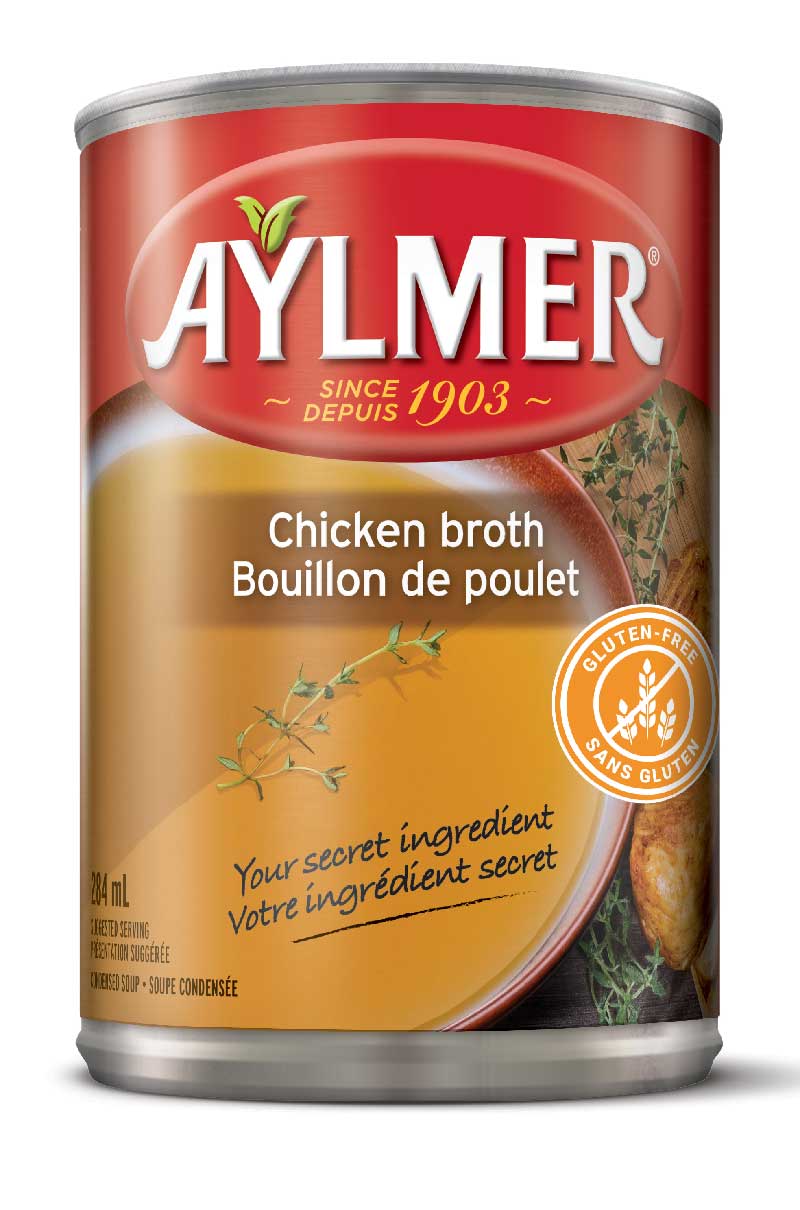 AYLMER®
~ SINCE 1903 ~
DEPUIS
Chicken broth
Bouillon de poulet
GLUTEN-FREE
SANS GLUTEN
Your secret ingredient
Votre ingrédient secret
284 mL
SUGGESTED SERVING
PRÉSENTATION SUGGÉRÉE
CONDENSED SOUP • SOUPE CONDENSÉE